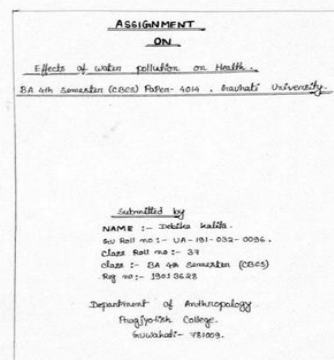 ASSIGNMENT
ON
Effects of water pollution on Health.
BA 4th Semester (CBCS) Paper- 4014 , Gauhati University.
Submitted by
NAME :- Debika Kalita.
GU Roll no :- UA-191-032-0096.
Class Roll no :- 37
Class :- BA 4th Semester (CBCS)
Reg no :- 19013628
Department of Anthropology
Pragjyotish College.
Guwahati- 781009.